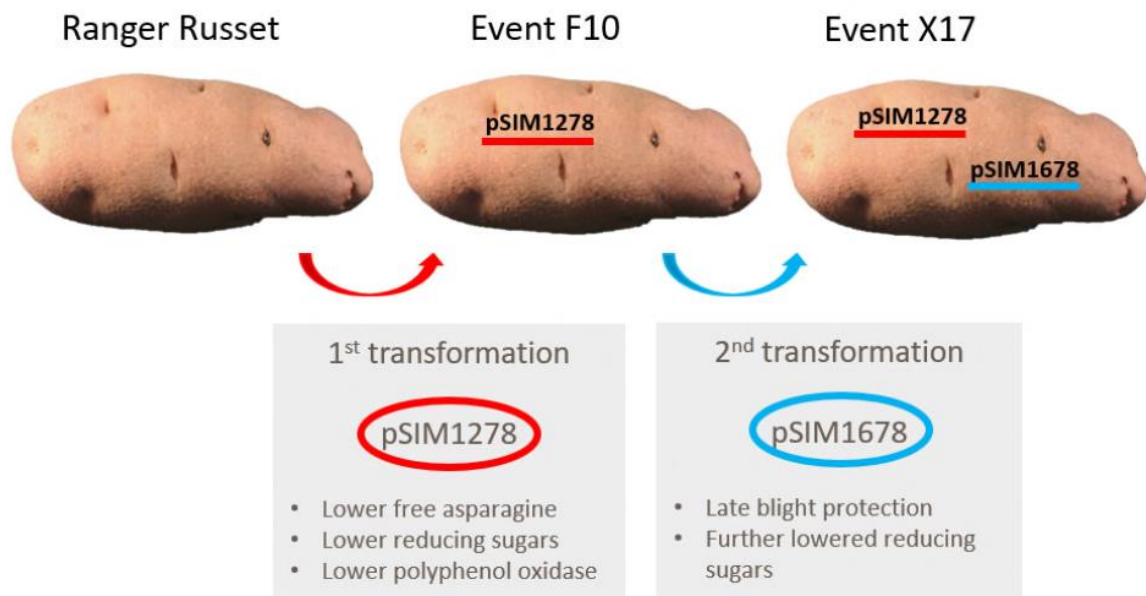 Ranger Russet
Event F10
Event X17
pSIM1278
pSIM1278
pSIM1678
1st transformation
pSIM1278
• Lower free asparagine
• Lower reducing sugars
• Lower polyphenol oxidase
2nd transformation
pSIM1678
• Late blight protection
• Further lowered reducing
sugars